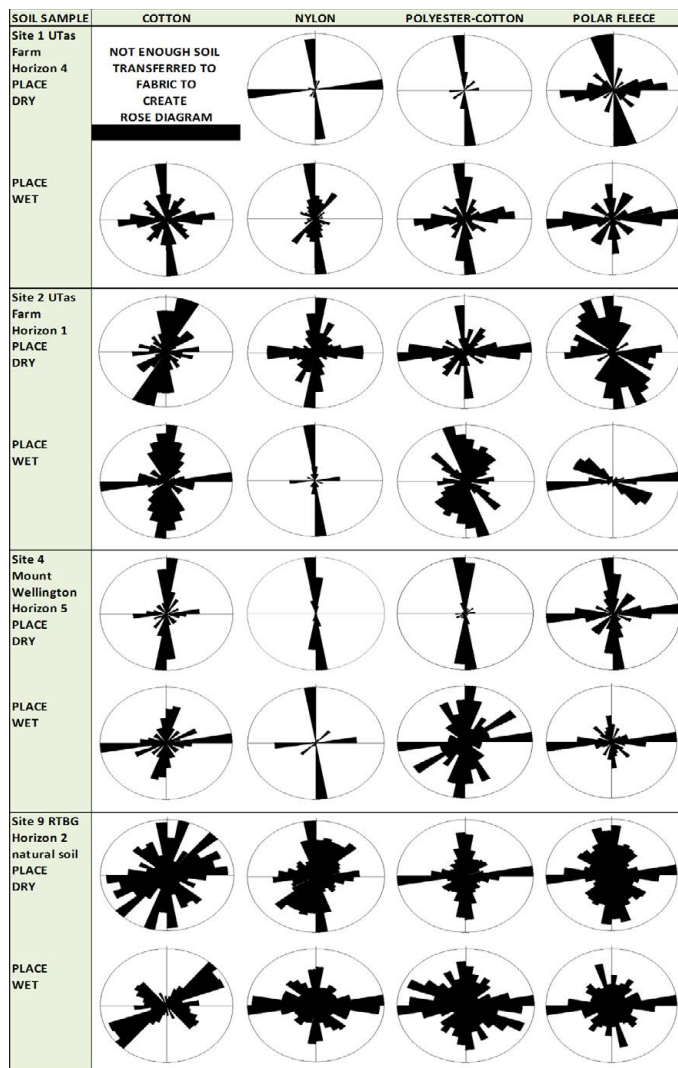 SOIL SAMPLE COTTON NYLON POLYESTER-COTTON POLAR FLEECE
Site 1 UTas
Farm
Horizon 4
PLACE
DRY
NOT ENOUGH SOIL
TRANSFERRED TO
FABRIC TO
CREATE
ROSE DIAGRAM
PLACE
WET
Site 2 UTas
Farm
Horizon 1
PLACE
DRY
PLACE
WET
Site 4
Mount
Wellington
Horizon 5
PLACE
DRY
PLACE
WET
Site 9 RTBG
Horizon 2
natural soil
PLACE
DRY
PLACE
WET